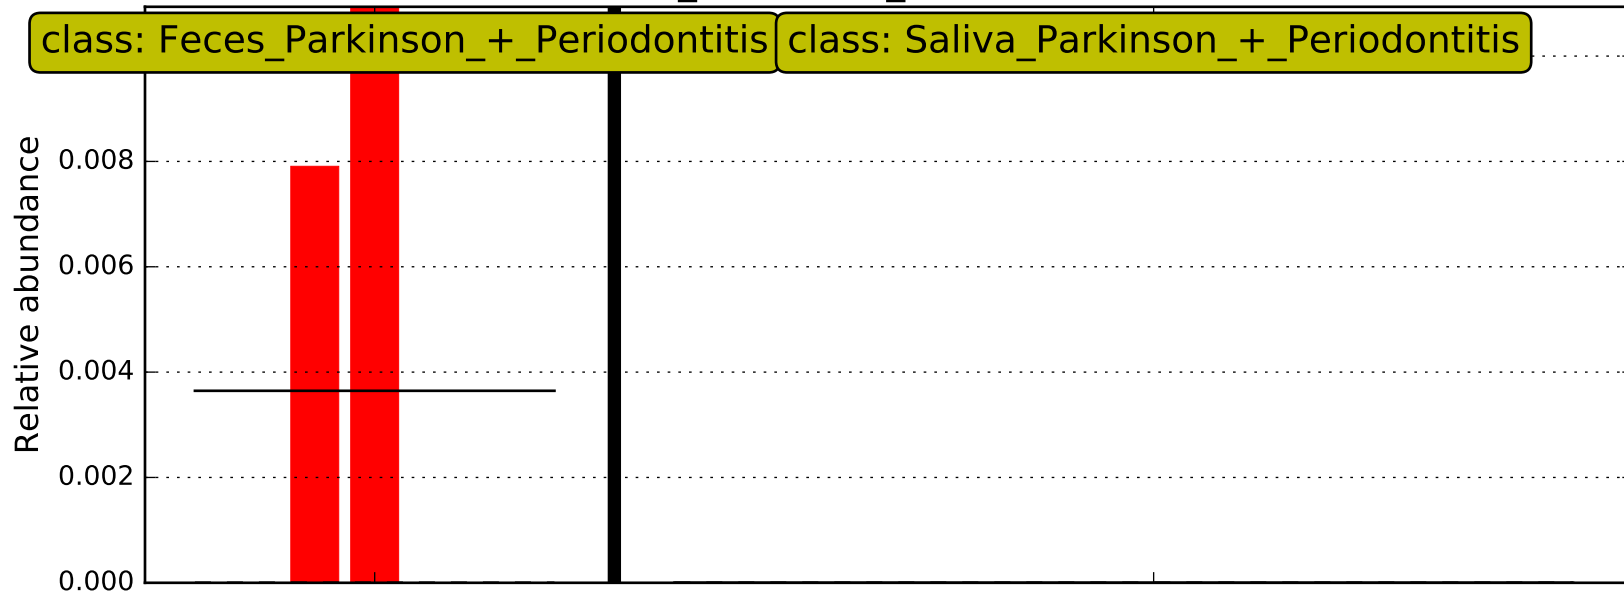 class: Feces_Parkinson_+_Periodontitis
class: Saliva_Parkinson_+_Periodontitis
Relative abundance
0.008
0.006
0.004
0.002
0.000